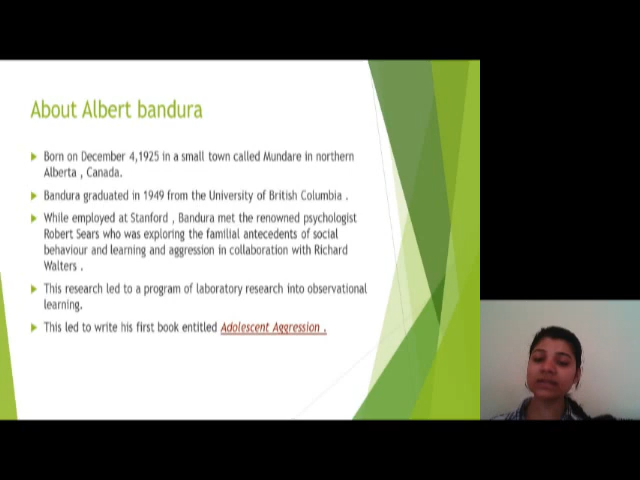 About Albert bandura
Born on December 4,1925 in a small town called Mundare in northern
Alberta , Canada.
Bandura graduated in 1949 from the University of British Columbia .
While employed at Stanford , Bandura met the renowned psychologist
Robert Sears who was exploring the familial antecedents of social
behaviour and learning and aggression in collaboration with Richard
Walters .
This research led to a program of laboratory research into observational
learning.
This led to write his first book entitled Adolescent Aggression .